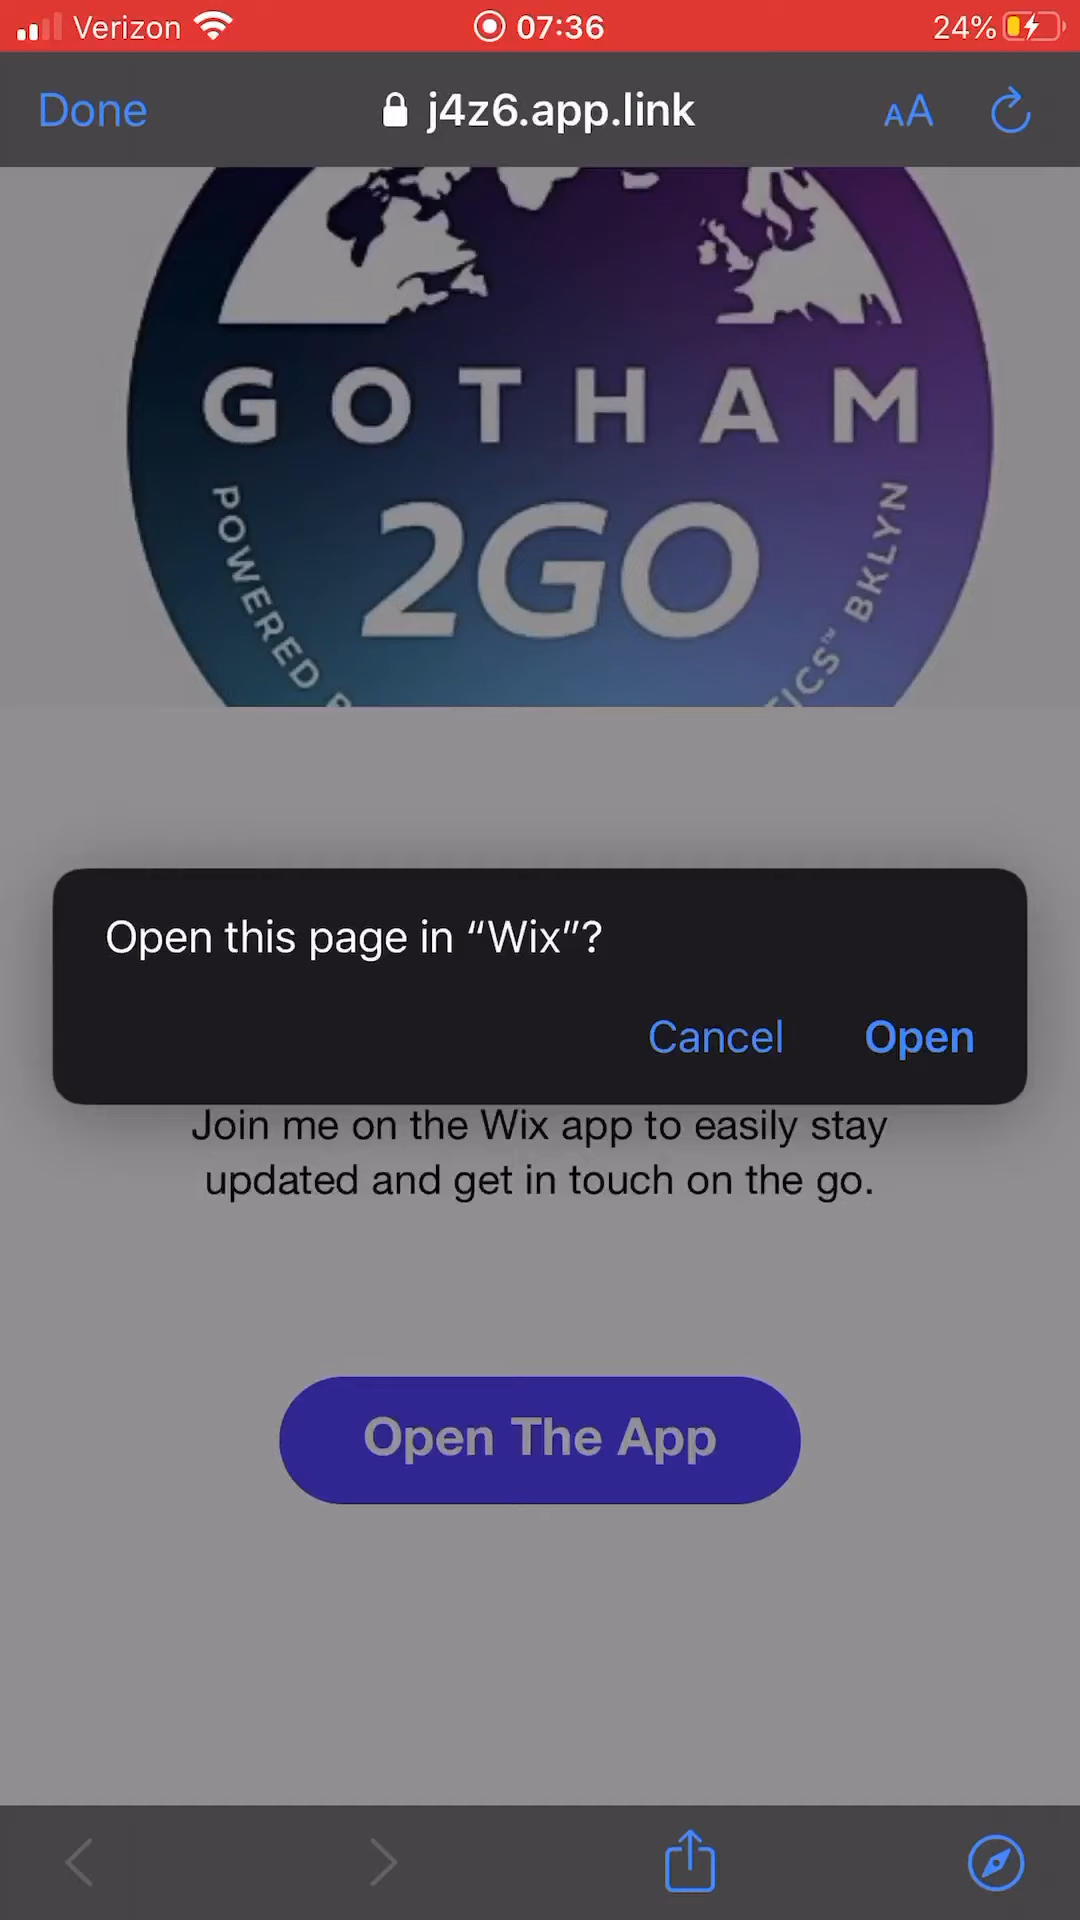 Verizon 07:36 24%
Done j4z6.app.link AA
GOTHAM
2GO
POWERED BKLYN
Open this page in “Wix”?
Cancel Open
Join me on the Wix app to easily stay
updated and get in touch on the go.
Open The App